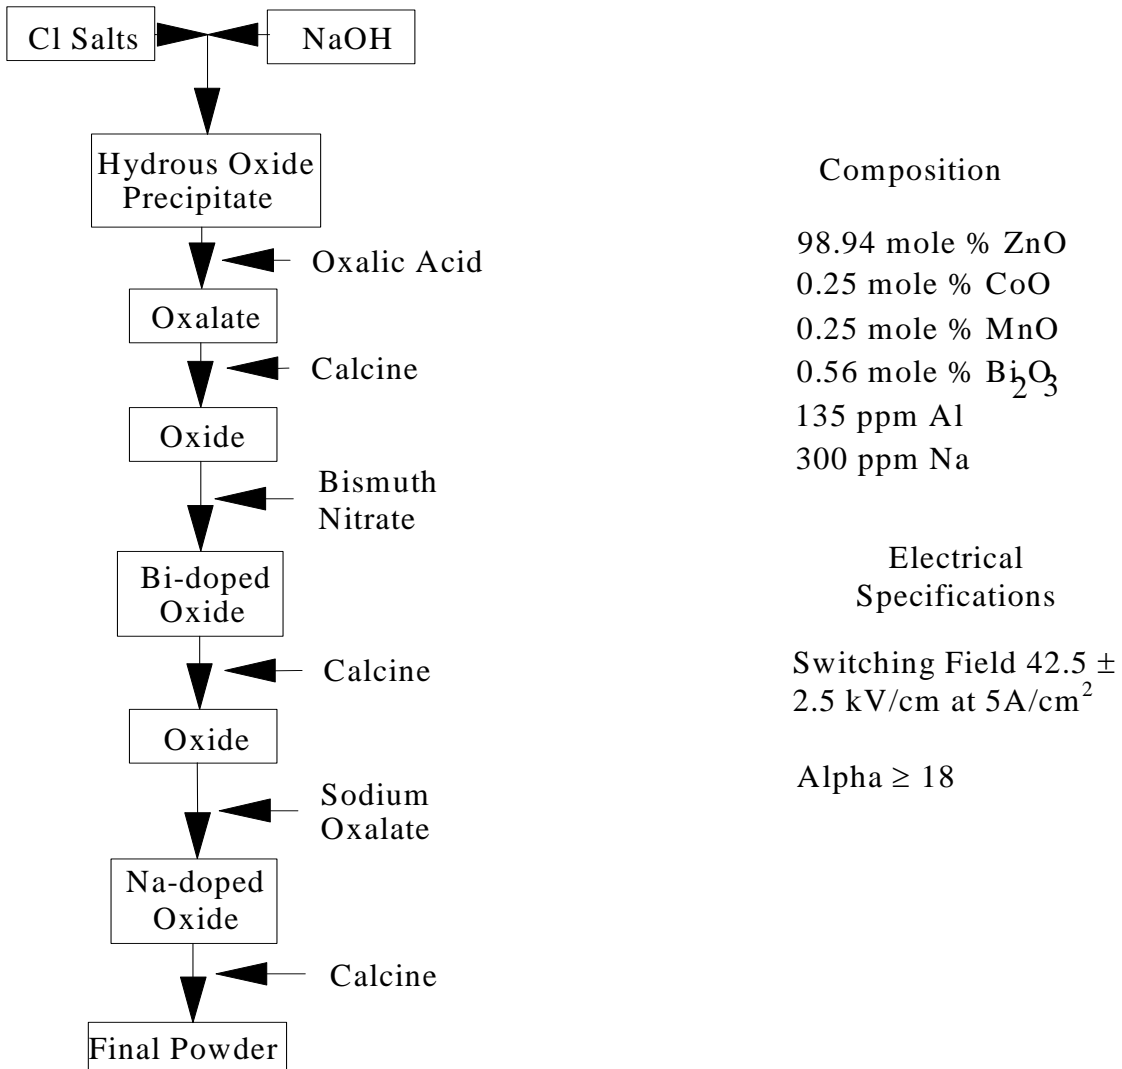 Cl Salts
NaOH
Hydrous Oxide
Precipitate
Oxalic Acid
Oxalate
Calcine
Oxide
Bismuth
Nitrate
Bi-doped
Oxide
Calcine
Oxide
Sodium
Oxalate
Na-doped
Oxide
Calcine
Final Powder
Composition
98.94 mole % ZnO
0.25 mole % CoO
0.25 mole % MnO
0.56 mole % Bi₂O₃
135 ppm Al
300 ppm Na
Electrical
Specifications
Switching Field 42.5 ±
2.5 kV/cm at 5A/cm²
Alpha ≥ 18